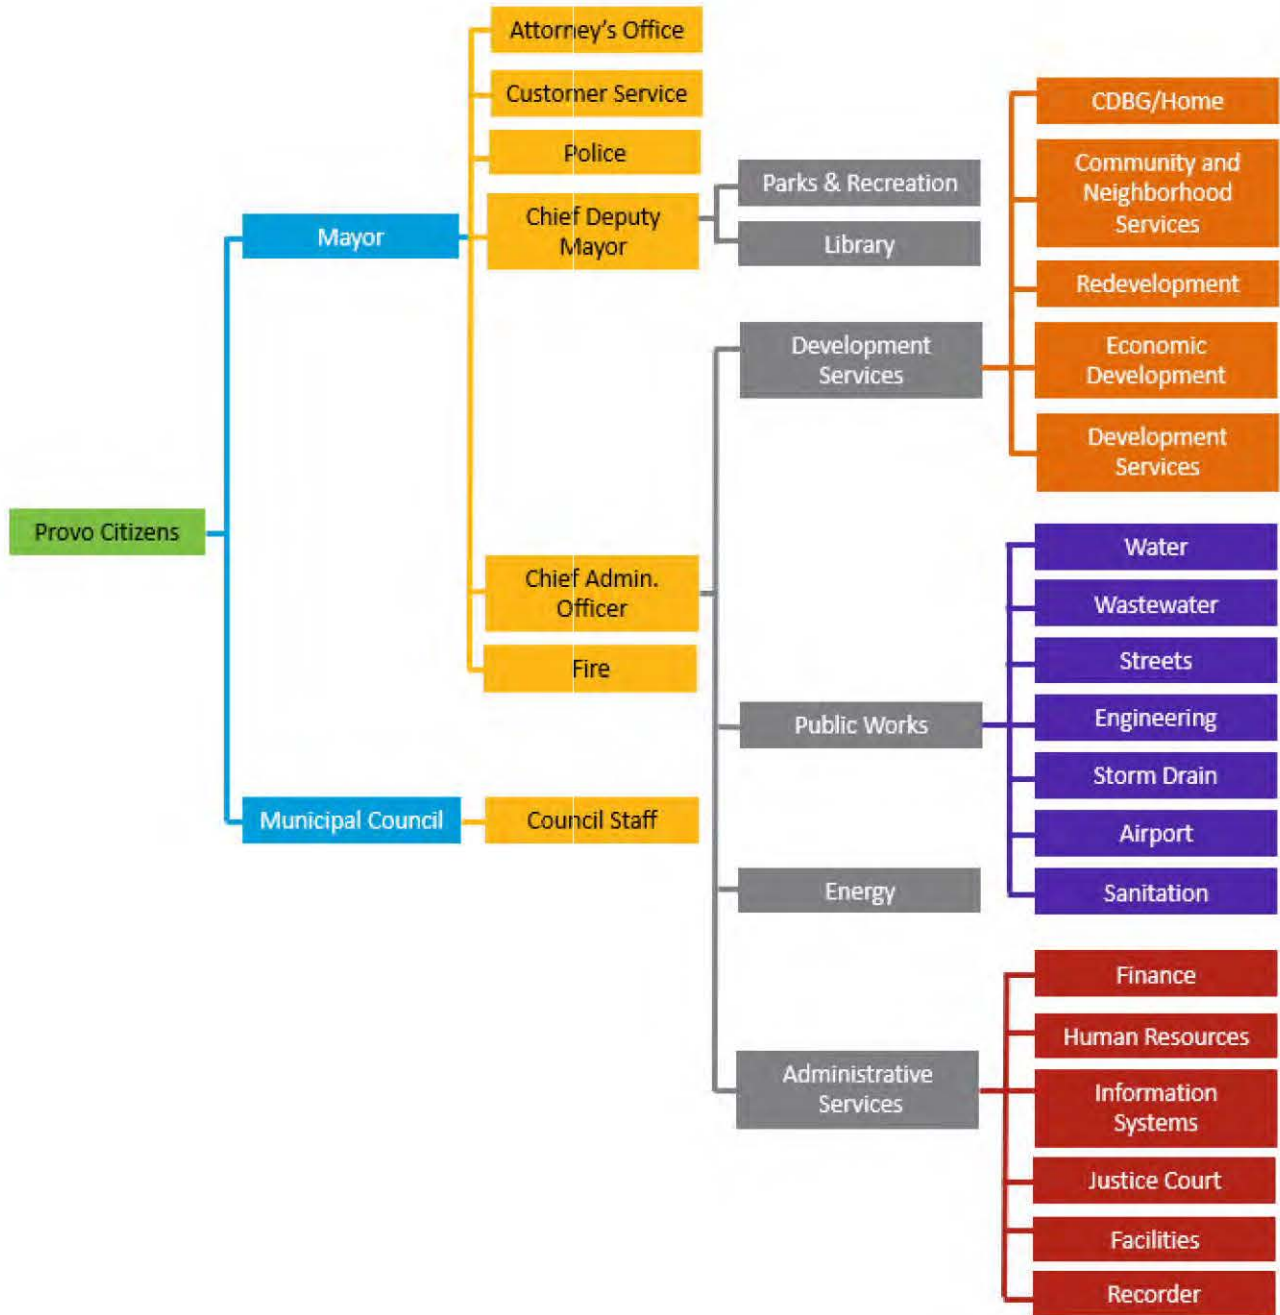 Attorney's Office
Customer Service
Police
Chief Deputy
Mayor
Mayor
Parks & Recreation
Library
CDBG/Home
Community and
Neighborhood
Services
Redevelopment
Economic
Development
Development
Services
Development
Services
Provo Citizens
Chief Admin.
Officer
Fire
Municipal Council
Council Staff
Public Works
Water
Wastewater
Streets
Engineering
Storm Drain
Airport
Sanitation
Energy
Administrative
Services
Finance
Human Resources
Information
Systems
Justice Court
Facilities
Recorder